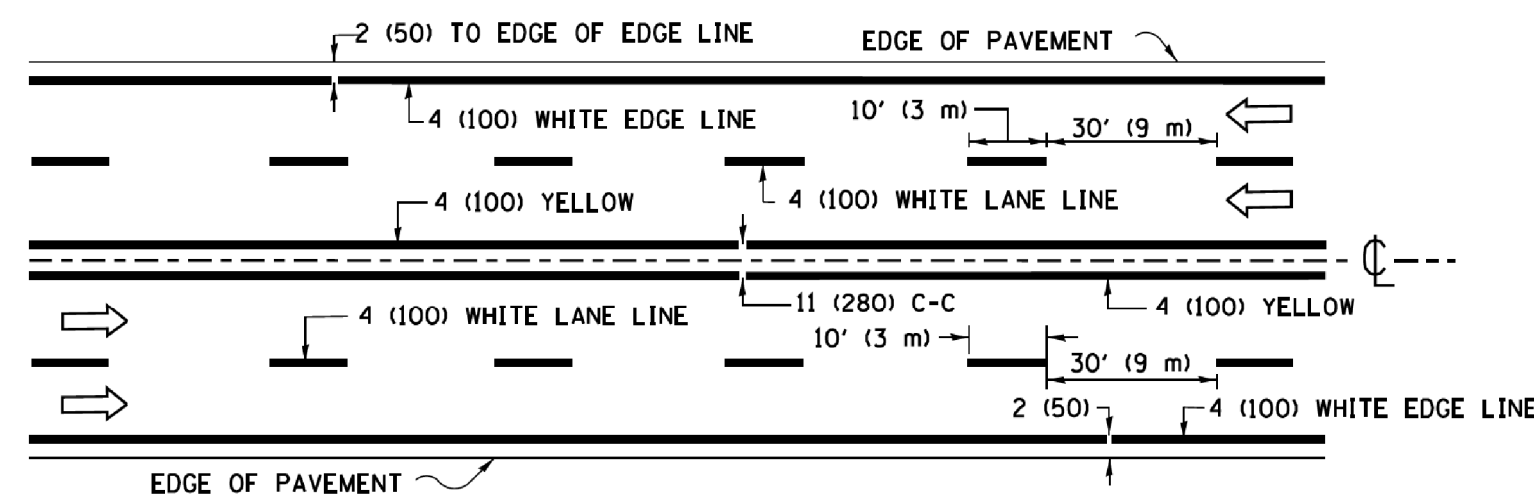 2 (50) TO EDGE OF EDGE LINE
EDGE OF PAVEMENT
4 (100) WHITE EDGE LINE
10' (3 m)
30' (9 m)
4 (100) YELLOW
4 (100) WHITE LANE LINE
℄
11 (280) C-C
4 (100) YELLOW
4 (100) WHITE LANE LINE
10' (3 m)
30' (9 m)
2 (50)
4 (100) WHITE EDGE LINE
EDGE OF PAVEMENT